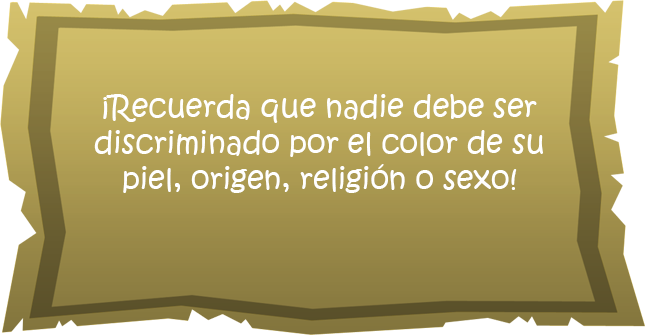 ¡Recuerda que nadie debe ser
discriminado por el color de su
piel, origen, religión o sexo!